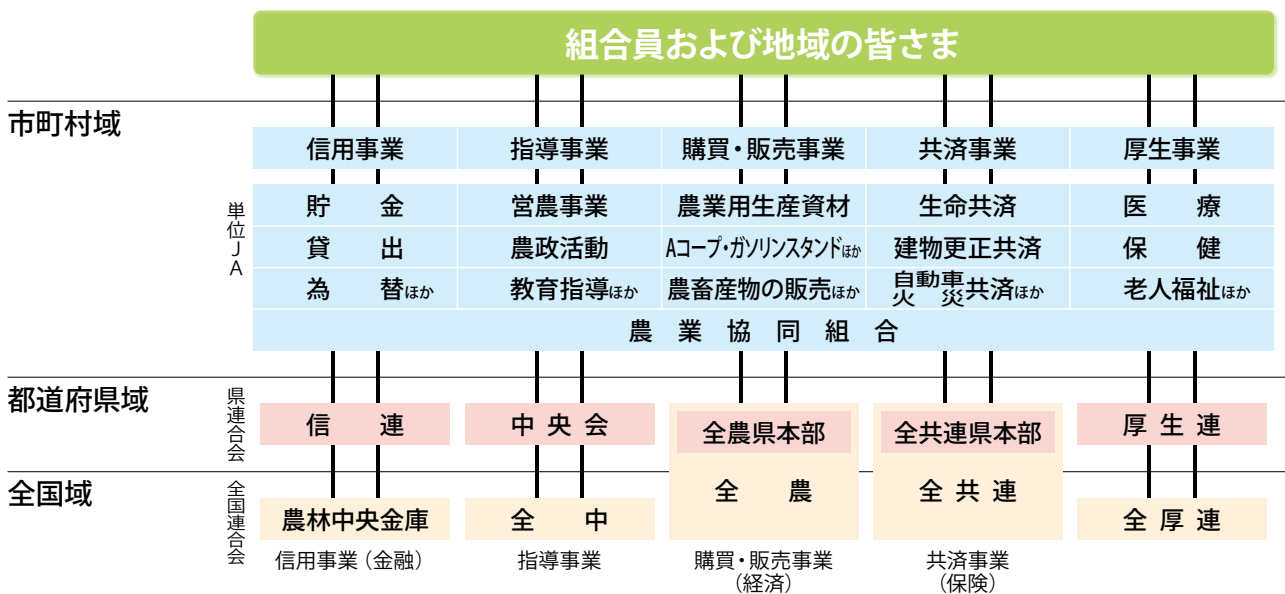 組合員および地域の皆さま
市町村域
信用事業 指導事業 購買・販売事業 共済事業 厚生事業
単位JA
貯金 営農事業 農業用生産資材 生命共済 医療
貸出 農政活動 Aコープ・ガソリンスタンドほか 建物更正共済 保健
為替ほか 教育指導ほか 農畜産物の販売ほか 自動車火災共済ほか 老人福祉ほか
農業協同組合
都道府県域
県連合会
信連 中央会 全農県本部 全共連県本部 厚生連
全国域
全国連合会
全農 全共連
農林中央金庫 全中 全厚連
信用事業（金融） 指導事業 購買・販売事業 共済事業
（経済） （保険）